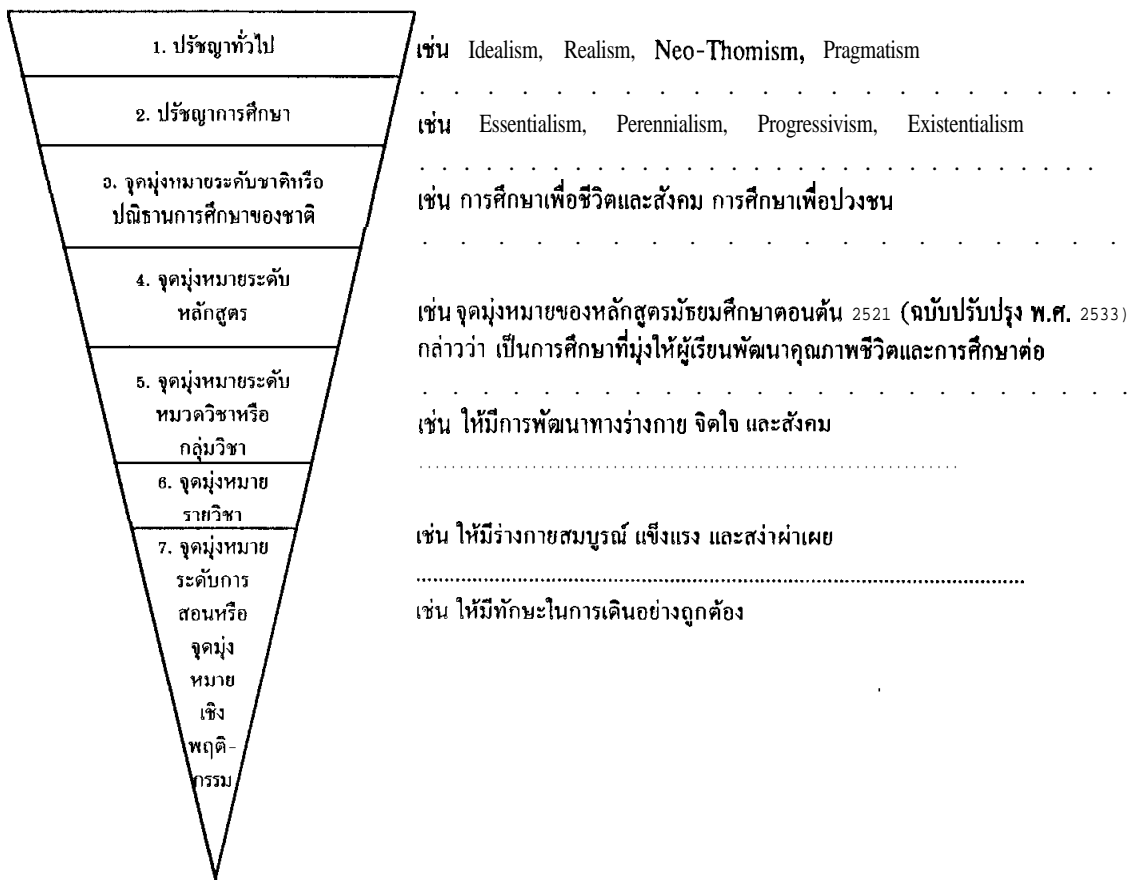 1. ปรัชญาทั่วไป
เช่น Idealism, Realism, Neo-Thomism, Pragmatism
2. ปรัชญาการศึกษา
เช่น Essentialism, Perennialism, Progressivism, Existentialism
3. จุดมุ่งหมายระดับชาติหรือ
ปณิธานการศึกษาของชาติ
เช่น การศึกษาเพื่อชีวิตและสังคม การศึกษาเพื่อปวงชน
4. จุดมุ่งหมายระดับ
หลักสูตร
เช่น จุดมุ่งหมายของหลักสูตรมัธยมศึกษาตอนต้น 2521 (ฉบับปรับปรุง พ.ศ. 2533)
กล่าวว่า เป็นการศึกษาที่มุ่งให้ผู้เรียนพัฒนาคุณภาพชีวิตและการศึกษาต่อ
5. จุดมุ่งหมายระดับ
หมวดวิชาหรือ
กลุ่มวิชา
เช่น ให้มีการพัฒนาทางร่างกาย จิตใจ และสังคม
6. จุดมุ่งหมาย
รายวิชา
เช่น ให้มีร่างกายสมบูรณ์ แข็งแรง และสง่าผ่าเผย
7. จุดมุ่งหมาย
ระดับการ
สอนหรือ
จุดมุ่ง
หมาย
เชิง
พฤติ-
กรรม
เช่น ให้มีทักษะในการเดินอย่างถูกต้อง